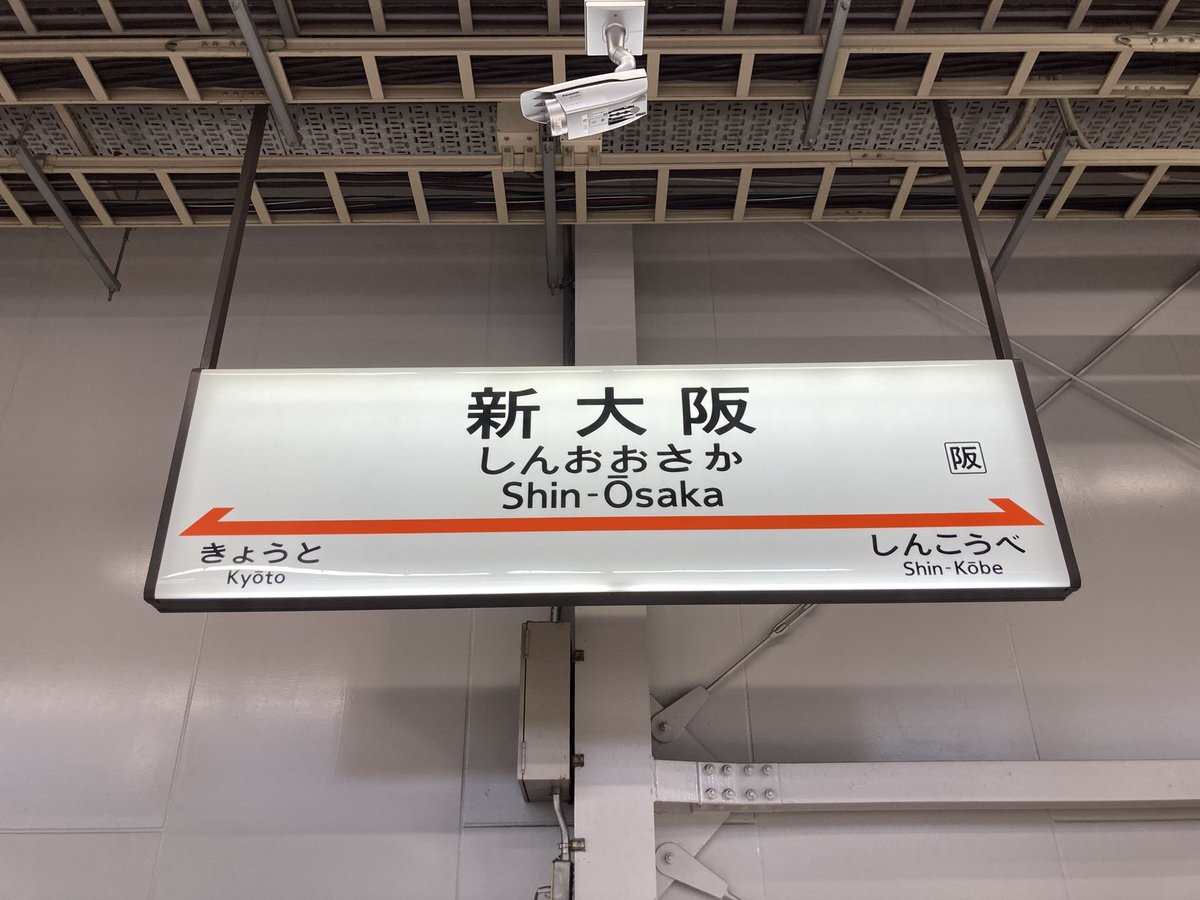 新大阪
しんおおさか
Shin-Ōsaka
阪
きょうと
Kyōto
しんこうべ
Shin-Kōbe